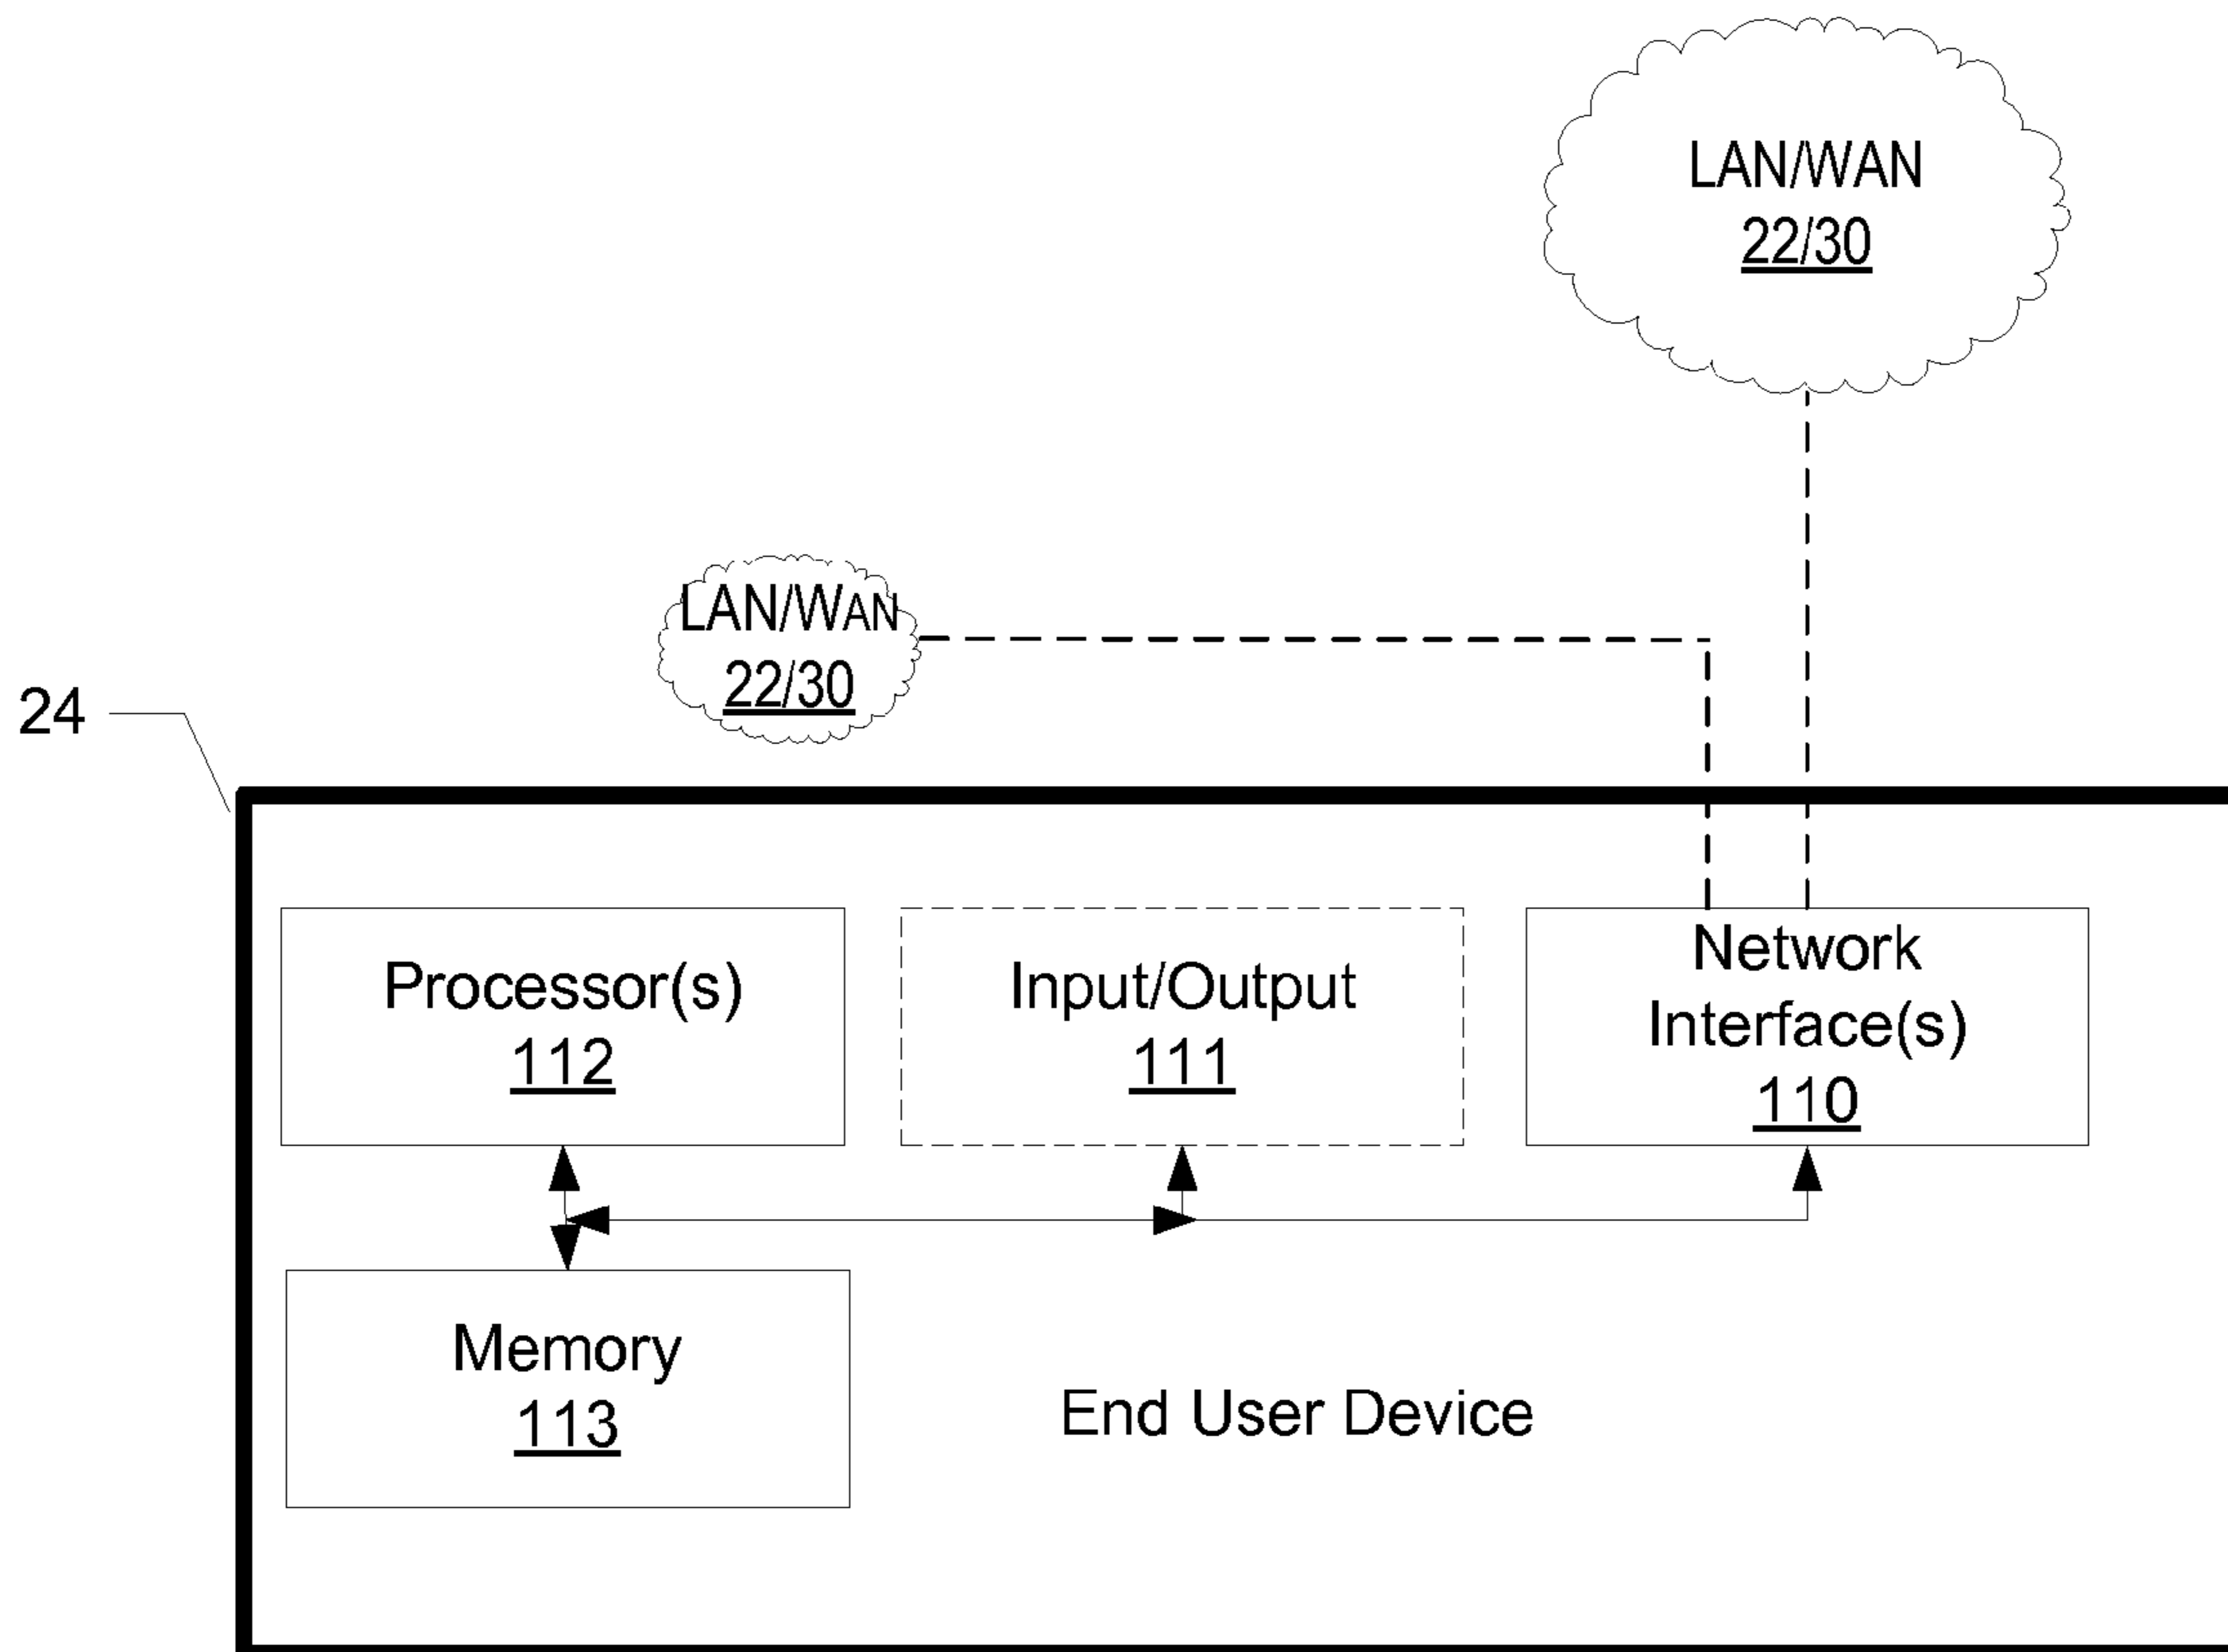 LAN/WAN
22/30
LAN/WAN
22/30
24
Processor(s)
112
Input/Output
111
Network
Interface(s)
110
Memory
113
End User Device